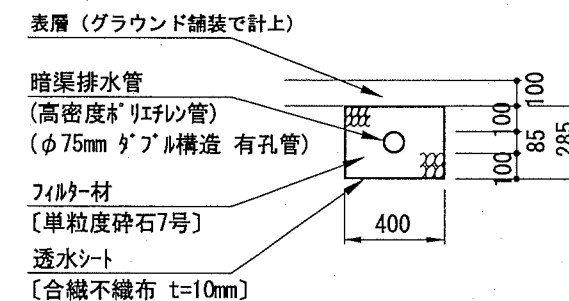 表層（グラウンド舗装で計上）
暗渠排水管
(高密度ﾎﾟﾘｴﾁﾚﾝ管)
(φ75mm ﾀﾞﾌﾞﾙ構造 有孔管)
ﾌｨﾙﾀｰ材
〔単粒度砕石7号〕
透水ｼｰﾄ
〔合繊不織布 t=10mm〕
400
100
100
85
100
285